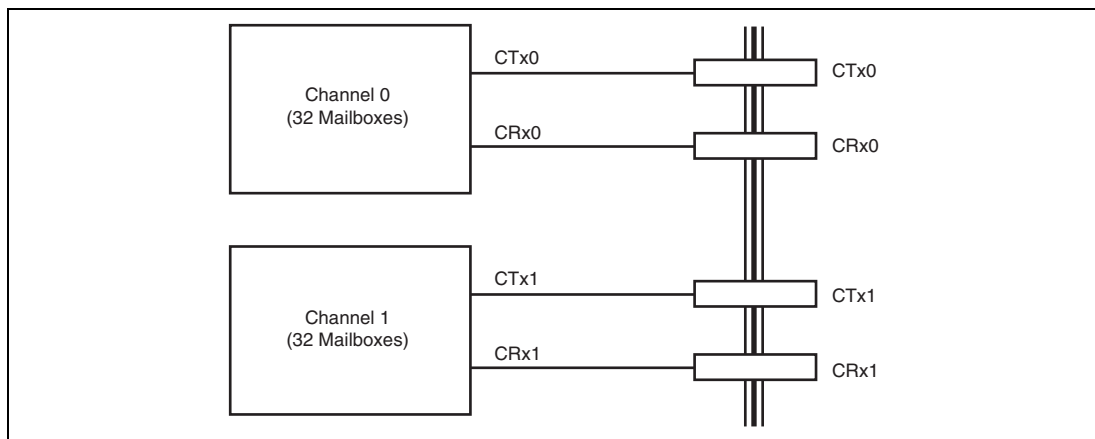 Channel 0
(32 Mailboxes)
CTx0
CTx0
CRx0
CRx0
Channel 1
(32 Mailboxes)
CTx1
CTx1
CRx1
CRx1